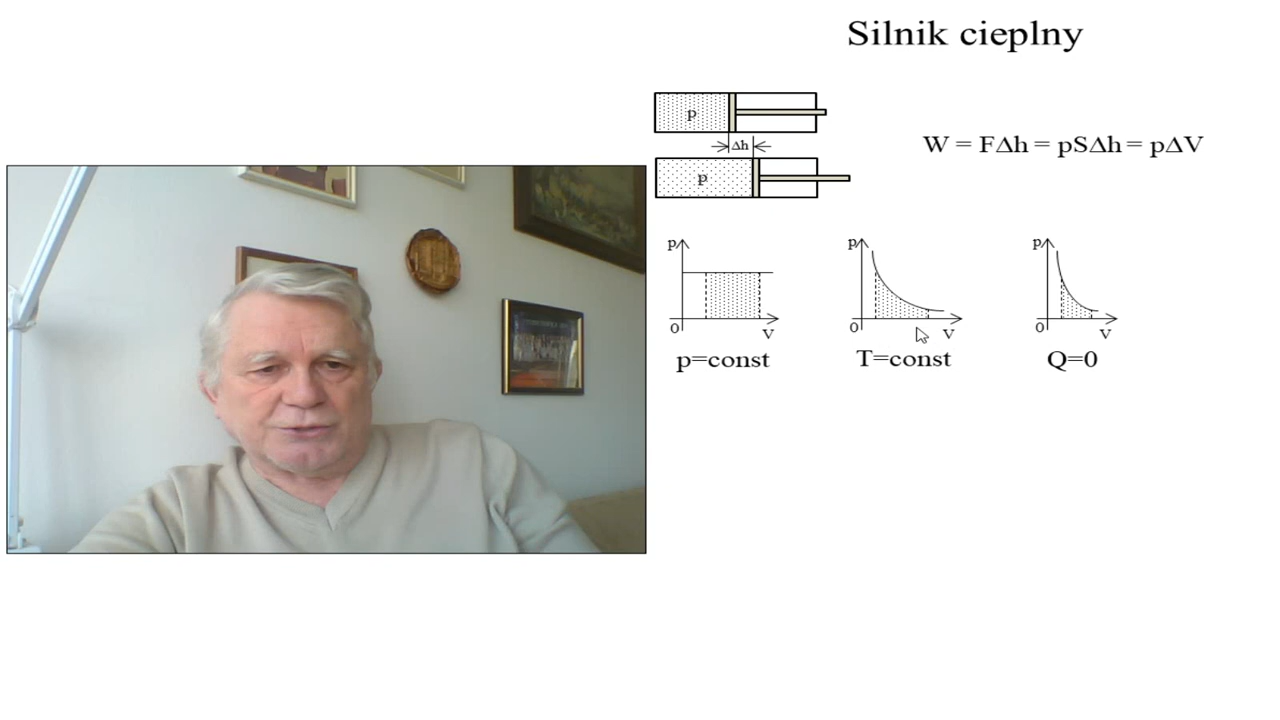 Silnik cieplny
p
Δh
p
W = FΔh = pSΔh = pΔV
p
0
V
p=const
p
0
V
T=const
p
0
V
Q=0